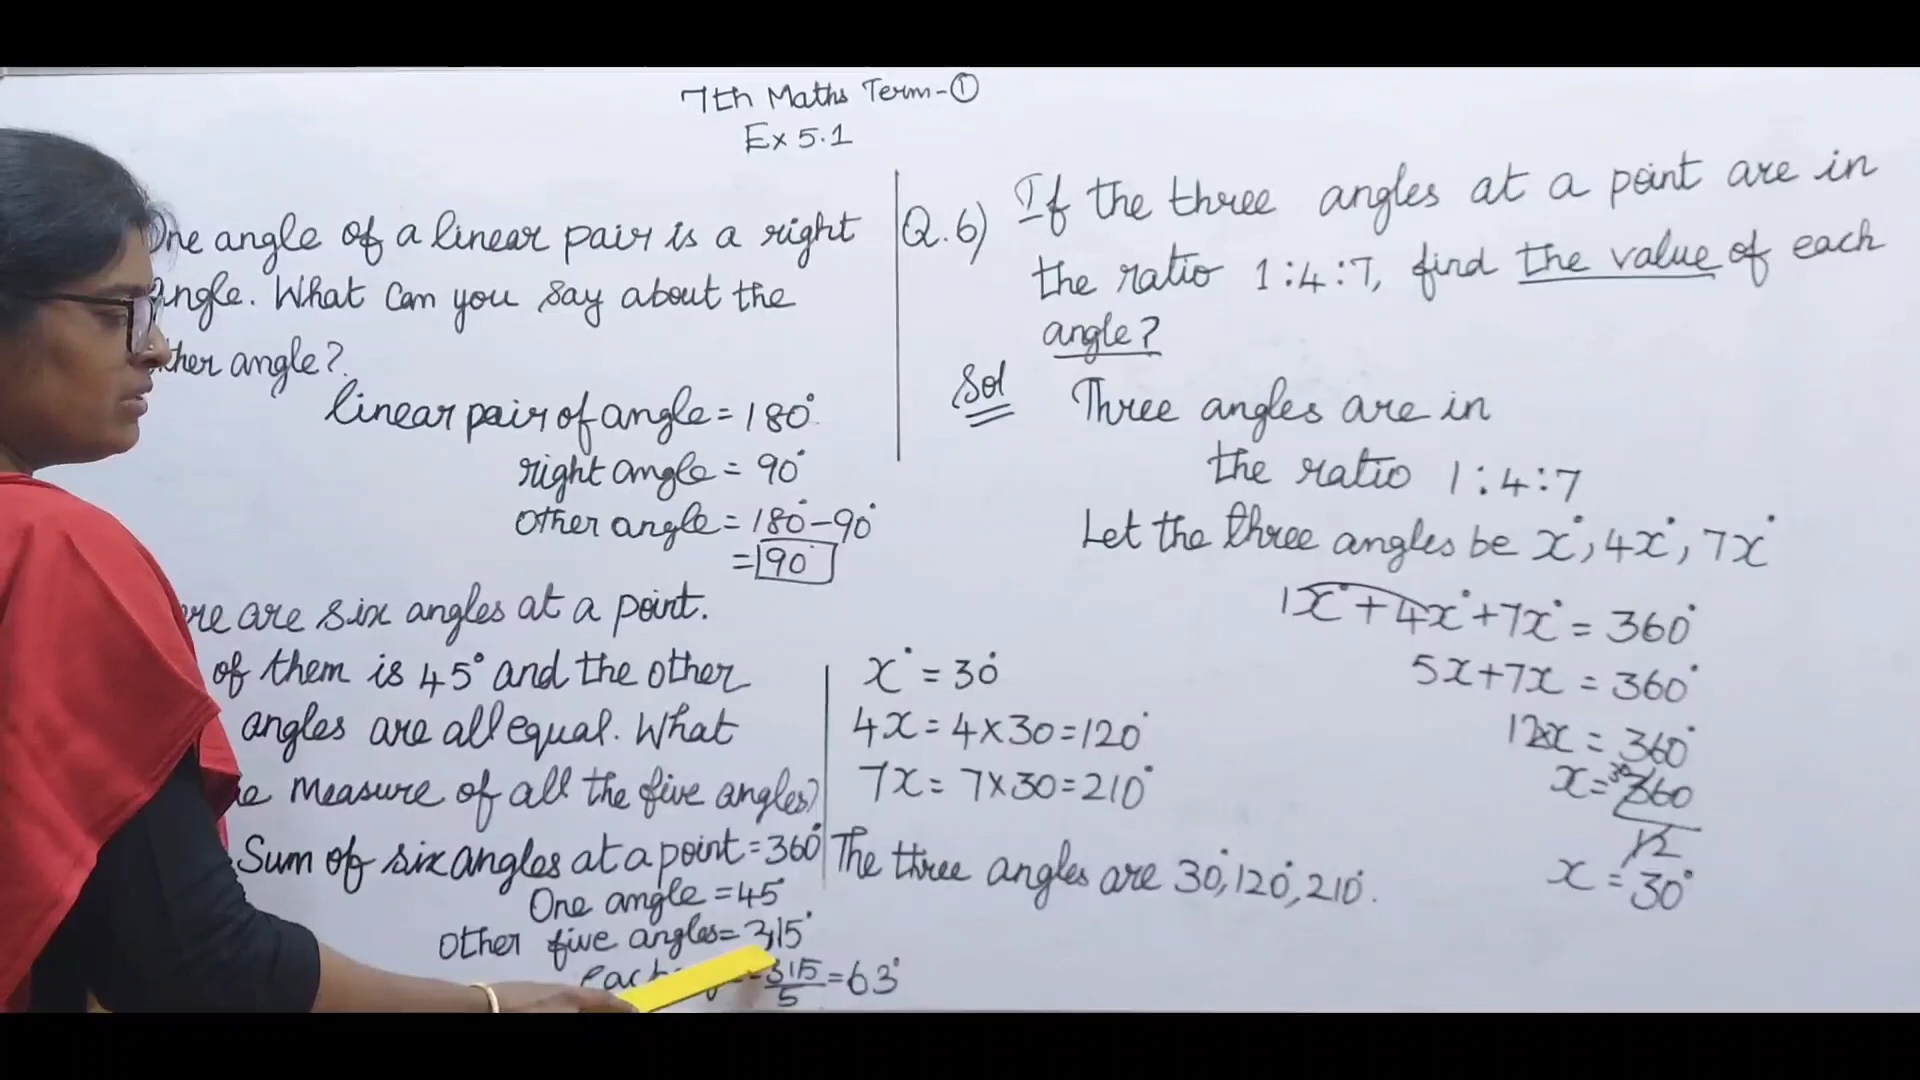 7th Maths Term-①
Ex 5.1
One angle of a linear pair is a right
angle. What can you say about the
other angle?
linear pair of angle = 180°
right angle = 90°
other angle = 180° - 90°
= 90°
are six angles at a point.
of them is 45° and the other
angles are all equal. What
measure of all the five angles?
Sum of six angles at a point = 360°
One angle = 45°
Other five angles = 315°
315/5 = 63°
Q.6) If the three angles at a point are in
the ratio 1:4:7, find the value of each
angle?
Sol Three angles are in
the ratio 1:4:7
Let the three angles be x°, 4x°, 7x°
1x° + 4x° + 7x° = 360°
5x + 7x = 360°
12x = 360°
x = 30 360/12
x = 30°
x° = 30°
4x = 4 × 30 = 120°
7x = 7 × 30 = 210°
The three angles are 30°, 120°, 210°.